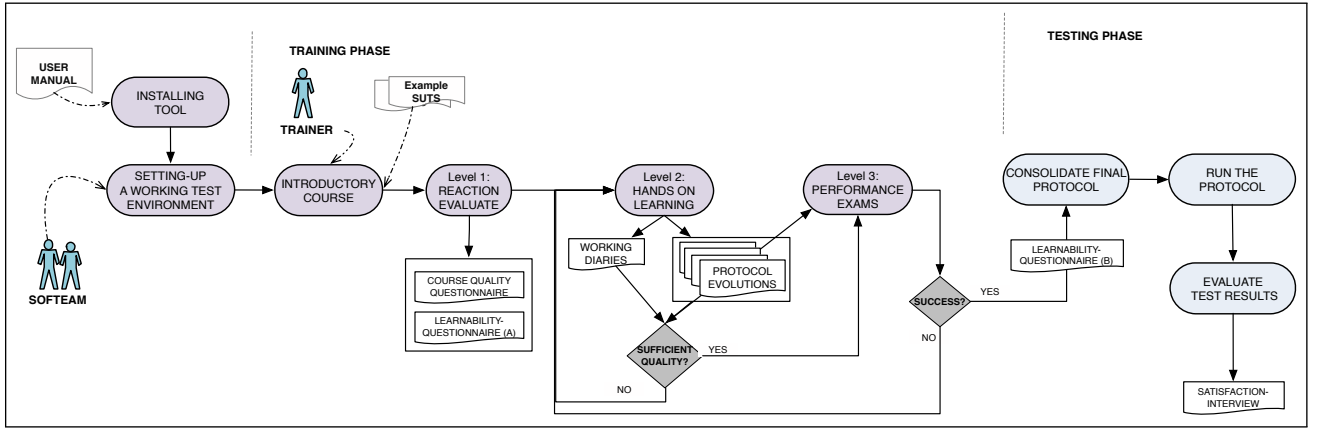 USER
MANUAL
INSTALLING
TOOL
SETTING-UP
A WORKING TEST
ENVIRONMENT
SOFTEAM
TRAINING PHASE
TRAINER
Example
SUTS
INTRODUCTORY
COURSE
Level 1:
REACTION
EVALUATE
COURSE QUALITY
QUESTIONNAIRE
LEARNABILITY-
QUESTIONNAIRE (A)
Level 2:
HANDS ON
LEARNING
WORKING
DIARIES
PROTOCOL
EVOLUTIONS
SUFFICIENT
QUALITY?
YES
NO
Level 3:
PERFORMANCE
EXAMS
SUCCESS?
YES
NO
TESTING PHASE
CONSOLIDATE FINAL
PROTOCOL
LEARNABILITY-
QUESTIONNAIRE (B)
RUN THE
PROTOCOL
EVALUATE
TEST RESULTS
SATISFACTION-
INTERVIEW